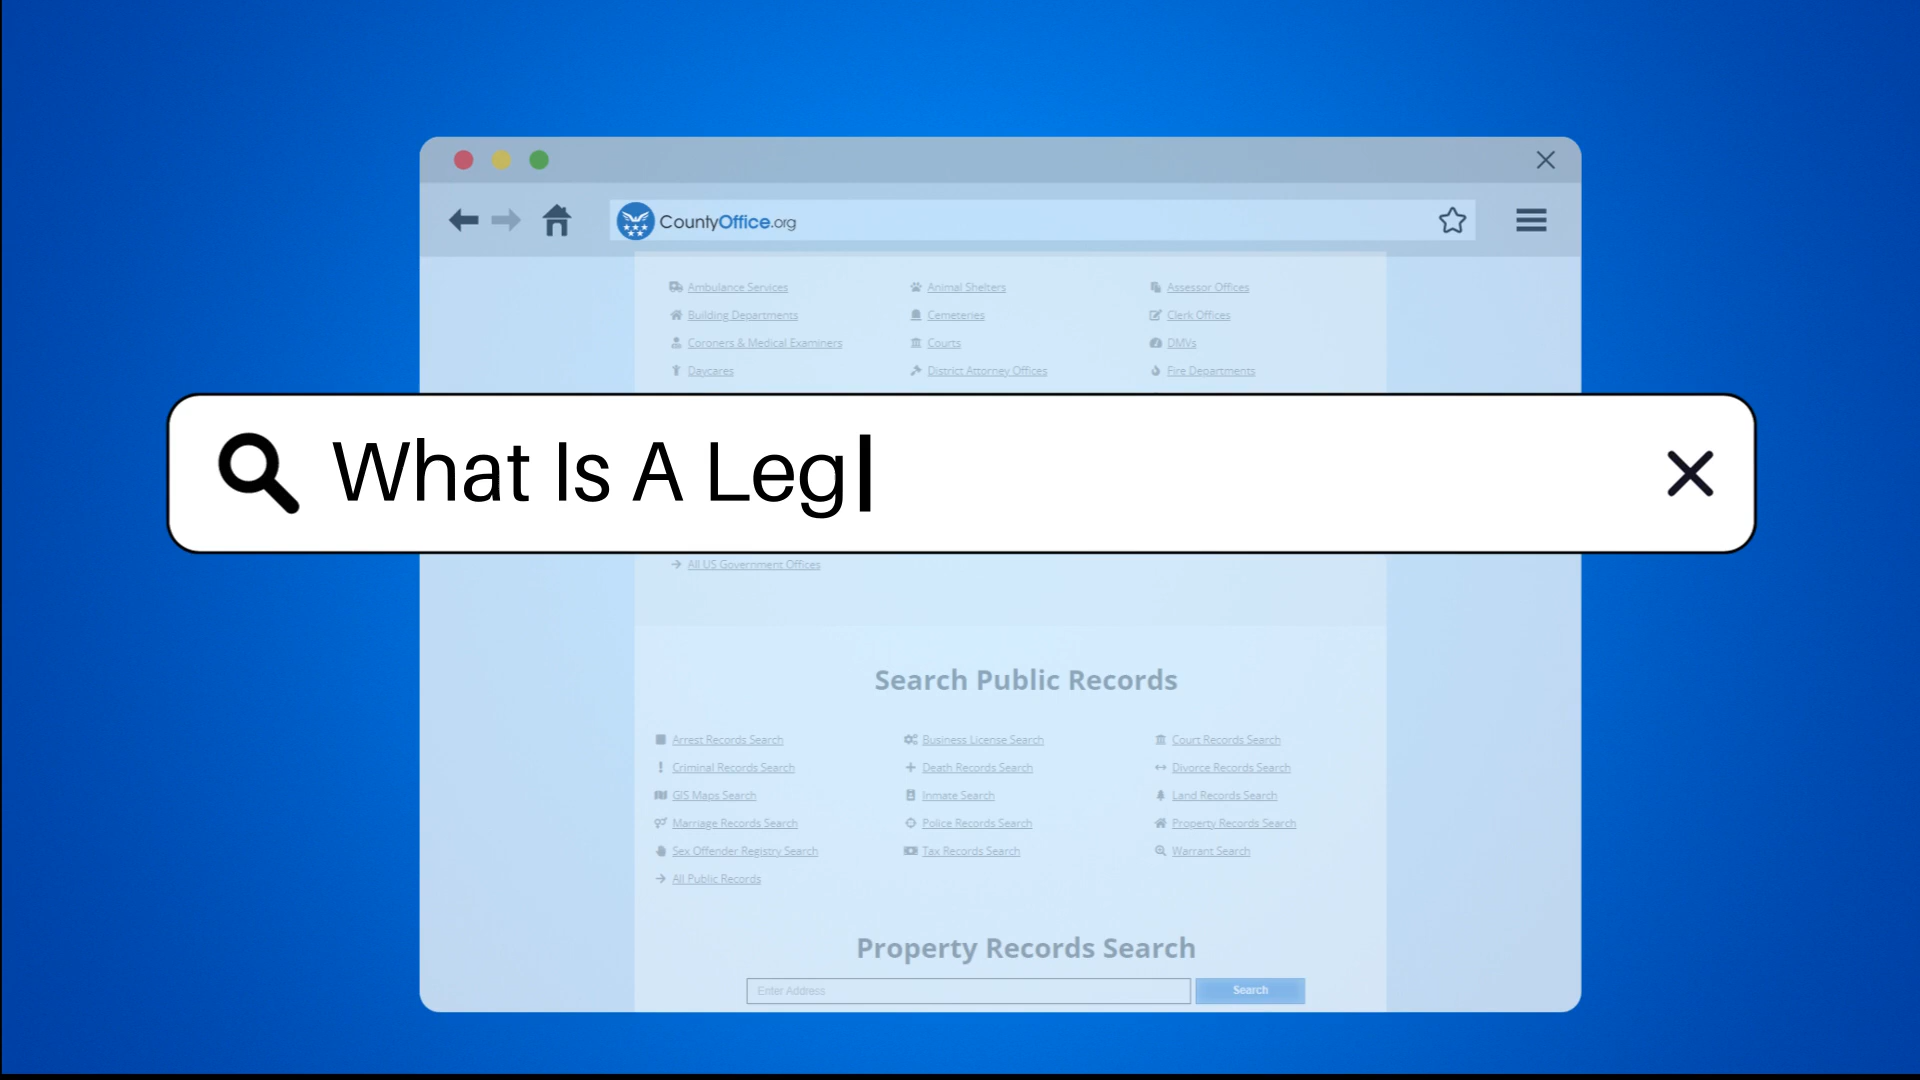 CountyOffice.org
Ambulance Services Animal Shelters Assessor Offices
Building Departments Cemeteries Clerk Offices
Coroners & Medical Examiners Courts DMVs
Daycares District Attorney Offices Fire Departments
What Is A Leg
All US Government Offices
Search Public Records
Arrest Records Search Business License Search Court Records Search
Criminal Records Search Death Records Search Divorce Records Search
GIS Maps Search Inmate Search Land Records Search
Marriage Records Search Police Records Search Property Records Search
Sex Offender Registry Search Tax Records Search Warrant Search
All Public Records
Property Records Search
Enter Address Search